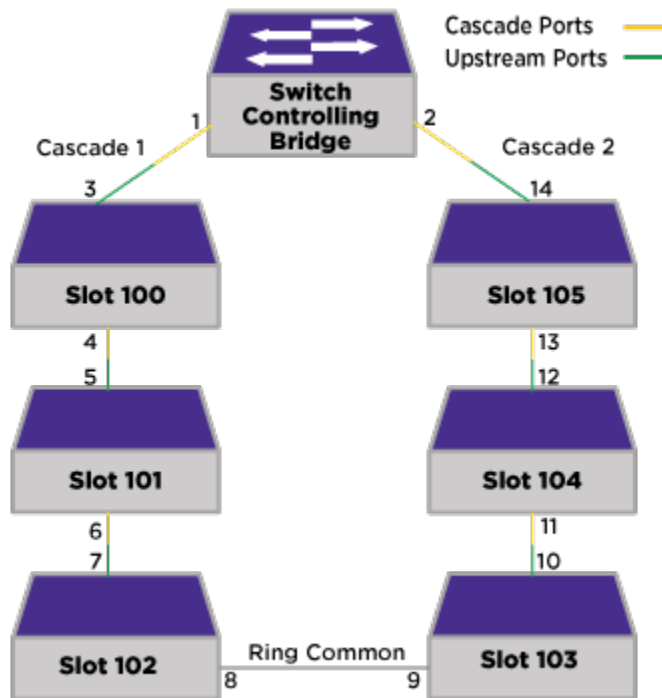 Cascade Ports
Upstream Ports
Switch
Controlling
Bridge
1
2
Cascade 1
Cascade 2
3
14
Slot 100
Slot 105
4
13
5
12
Slot 101
Slot 104
6
11
7
10
Slot 102
Ring Common
Slot 103
8
9